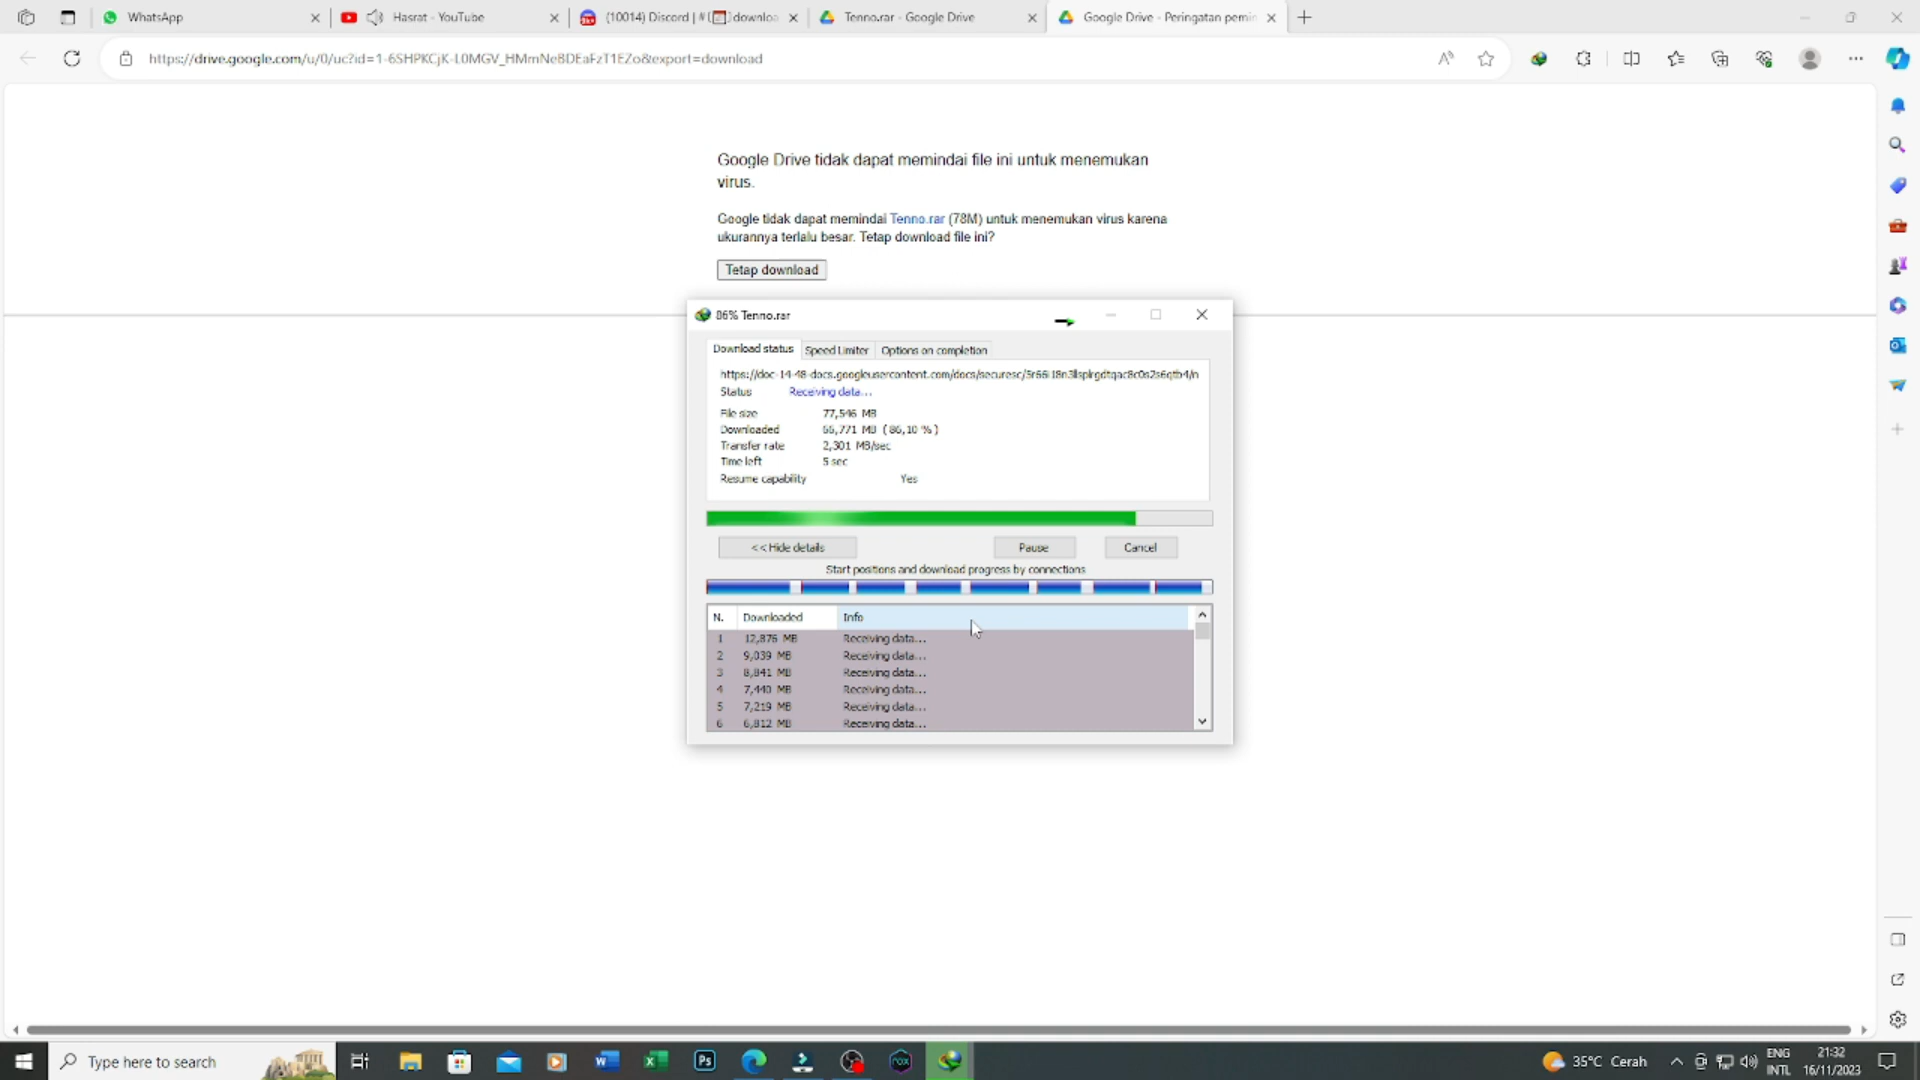 WhatsApp
Hasrat - YouTube
(10014) Discord | #
downloa
Tenno.rar - Google Drive
Google Drive - Peringatan pemin
https://drive.google.com/u/0/uc?id=1-6SHPKCjK-L0MGV_HMmNeBDEaFzT1EZo&export=download
Google Drive tidak dapat memindai file ini untuk menemukan
virus.
Google tidak dapat memindai Tenno.rar (78M) untuk menemukan virus karena
ukurannya terlalu besar. Tetap download file ini?
Tetap download
86% Tenno.rar
Download status Speed Limiter Options on completion
Status Receiving data...
File size 77,546 MB
Downloaded 66,771 MB ( 86,10 % )
Transfer rate 2,301 MB/sec
Time left 5 sec
Resume capability Yes
<< Hide details Pause Cancel
Start positions and download progress by connections
N. Downloaded Info
1 12,876 MB Receiving data...
2 9,039 MB Receiving data...
3 8,841 MB Receiving data...
4 7,440 MB Receiving data...
5 7,219 MB Receiving data...
6 6,812 MB Receiving data...
Type here to search
Ps
35°C Cerah
ENG
INTL
21:32
16/11/2023